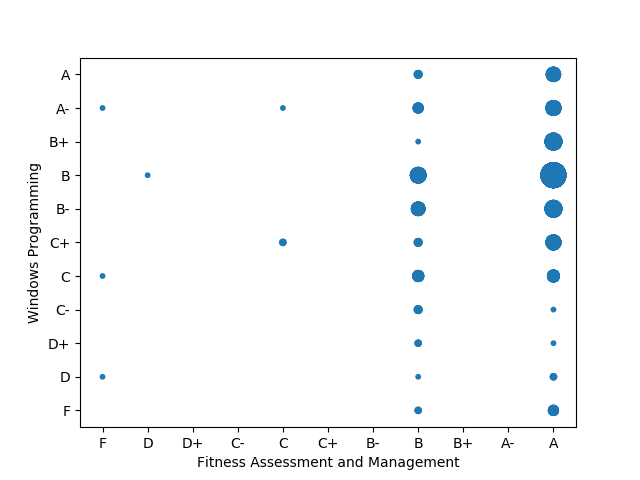 Windows Programming
A
A-
B+
B
B-
C+
C
C-
D+
D
F
F D D+ C- C C+ B- B B+ A- A
Fitness Assessment and Management